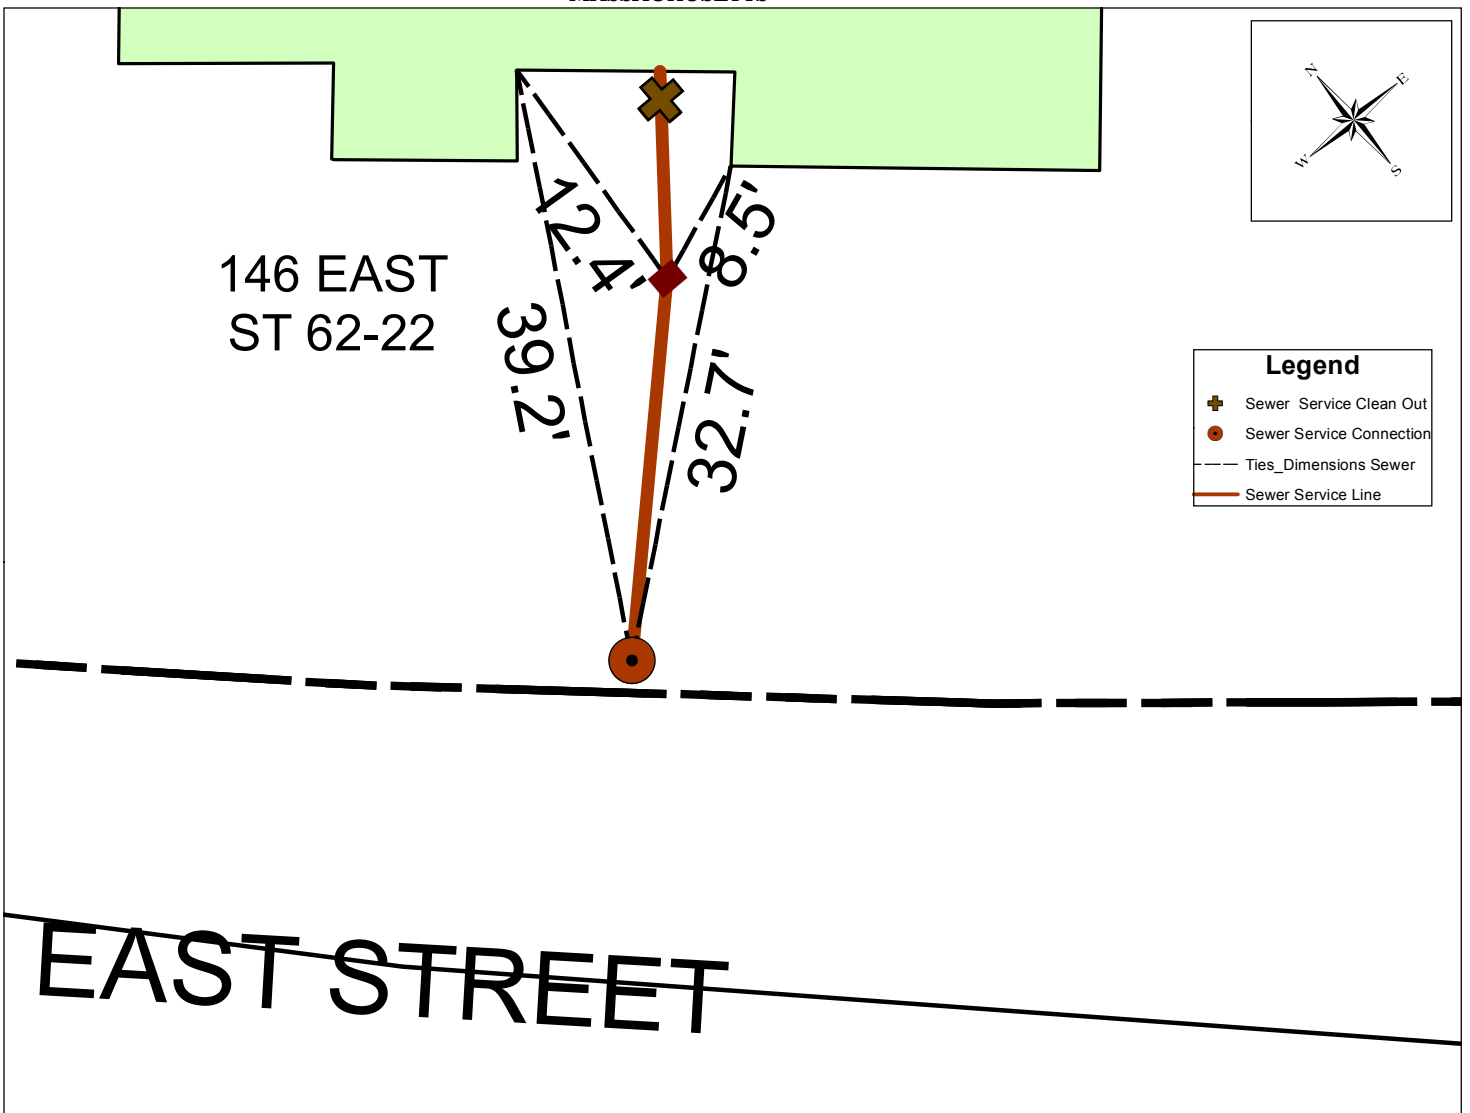 MASSACHUSETTS
N
E
W
S
146 EAST
ST 62-22
12.4'
8.5'
39.2'
32.7'
Legend
Sewer Service Clean Out
Sewer Service Connection
Ties_Dimensions Sewer
Sewer Service Line
EAST STREET